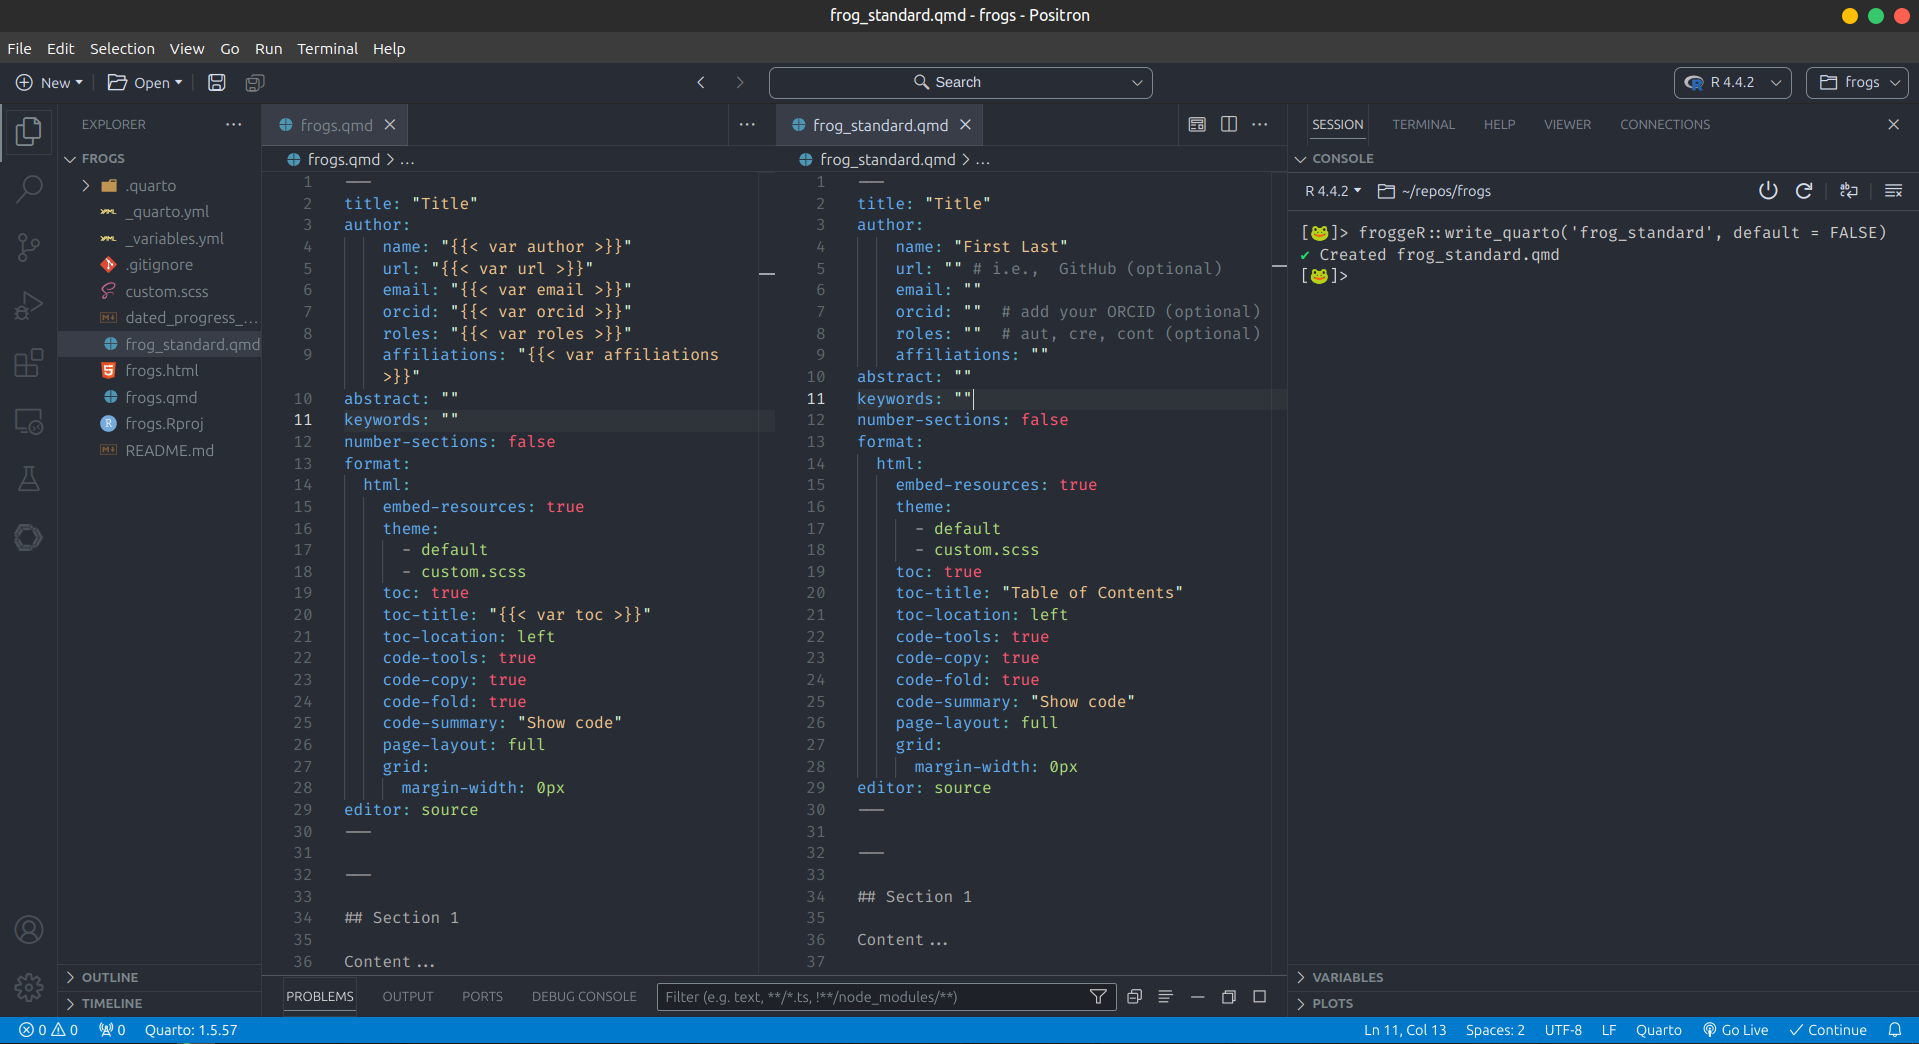 frog_standard.qmd - frogs - Positron
File Edit Selection View Go Run Terminal Help
New Open Search R 4.4.2 frogs
EXPLORER ...
FROGS
.quarto
_quarto.yml
_variables.yml
.gitignore
custom.scss
dated_progress_...
frog_standard.qmd
frogs.html
frogs.qmd
frogs.Rproj
README.md
OUTLINE
TIMELINE
frogs.qmd
frogs.qmd > ...
1 ---
2 title: "Title"
3 author:
4 name: "{{< var author >}}"
5 url: "{{< var url >}}"
6 email: "{{< var email >}}"
7 orcid: "{{< var orcid >}}"
8 roles: "{{< var roles >}}"
9 affiliations: "{{< var affiliations
>}}"
10 abstract: ""
11 keywords: ""
12 number-sections: false
13 format:
14 html:
15 embed-resources: true
16 theme:
17 - default
18 - custom.scss
19 toc: true
20 toc-title: "{{< var toc >}}"
21 toc-location: left
22 code-tools: true
23 code-copy: true
24 code-fold: true
25 code-summary: "Show code"
26 page-layout: full
27 grid:
28 margin-width: 0px
29 editor: source
30 ---
31
32 ---
33
34 ## Section 1
35
36 Content...
frog_standard.qmd
frog_standard.qmd > ...
1 ---
2 title: "Title"
3 author:
4 name: "First Last"
5 url: "" # i.e.,  GitHub (optional)
6 email: ""
7 orcid: ""  # add your ORCID (optional)
8 roles: ""  # aut, cre, cont (optional)
9 affiliations: ""
10 abstract: ""
11 keywords: ""
12 number-sections: false
13 format:
14 html:
15 embed-resources: true
16 theme:
17 - default
18 - custom.scss
19 toc: true
20 toc-title: "Table of Contents"
21 toc-location: left
22 code-tools: true
23 code-copy: true
24 code-fold: true
25 code-summary: "Show code"
26 page-layout: full
27 grid:
28 margin-width: 0px
29 editor: source
30 ---
31
32 ---
33
34 ## Section 1
35
36 Content...
37
SESSION TERMINAL HELP VIEWER CONNECTIONS
CONSOLE
R 4.4.2 ~/repos/frogs
[🐸]> froggeR::write_quarto('frog_standard', default = FALSE)
✔ Created frog_standard.qmd
[🐸]>
VARIABLES
PLOTS
PROBLEMS OUTPUT PORTS DEBUG CONSOLE Filter (e.g. text, **/*.ts, !**/node_modules/**)
0 0 0 Quarto: 1.5.57 Ln 11, Col 13 Spaces: 2 UTF-8 LF Quarto Go Live Continue